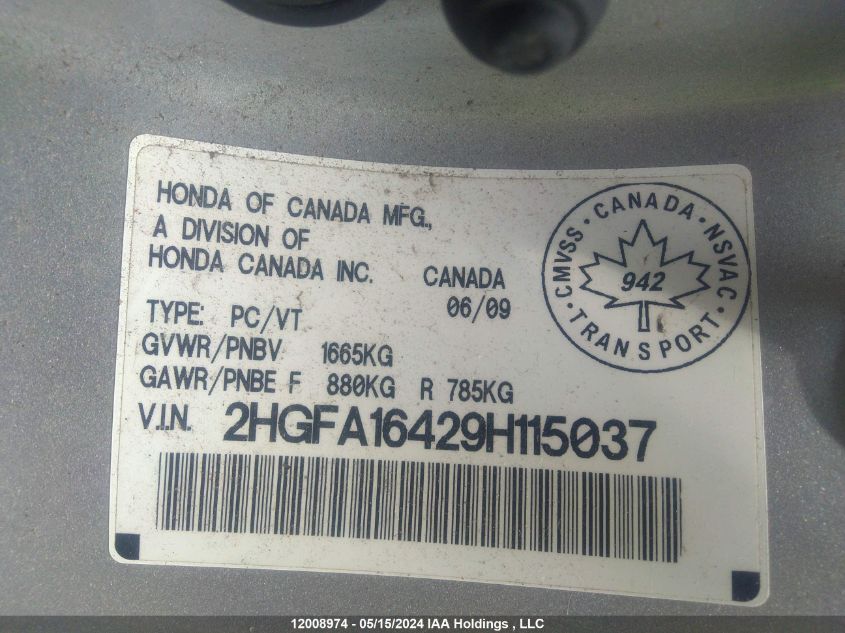 HONDA OF CANADA MFG.,
A DIVISION OF
HONDA CANADA INC. CANADA
06/09
TYPE: PC/VT
GVWR/PNBV 1665KG
GAWR/PNBE F 880KG R 785KG
V.I.N. 2HGFA16429H115037
CMVSS · CANADA · NSVAC
942
· TRANSPORT ·
12008974 - 05/15/2024 IAA Holdings , LLC